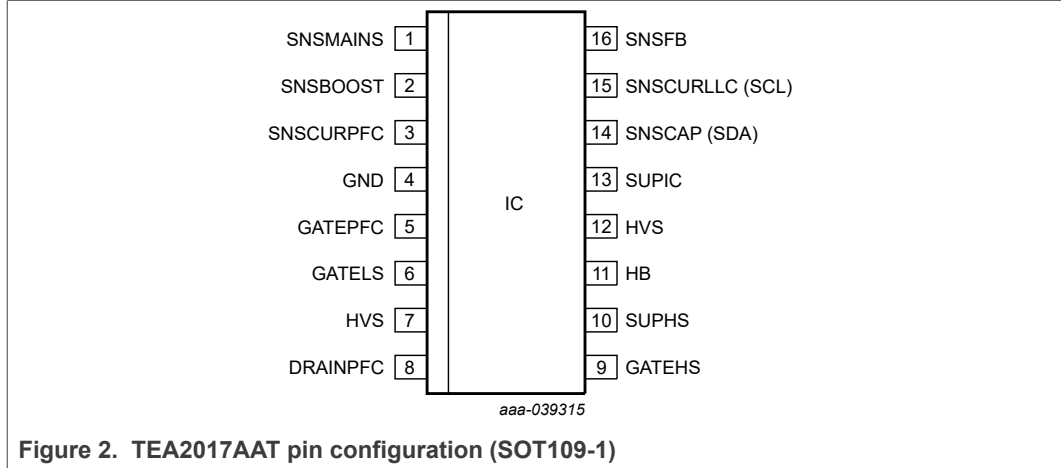 SNSMAINS 1 16 SNSFB
SNSBOOST 2 15 SNSCURLLC (SCL)
SNSCURPFC 3 14 SNSCAP (SDA)
GND 4 13 SUPIC
IC
GATEPFC 5 12 HVS
GATELS 6 11 HB
HVS 7 10 SUPHS
DRAINPFC 8 9 GATEHS
aaa-039315
Figure 2. TEA2017AAT pin configuration (SOT109-1)